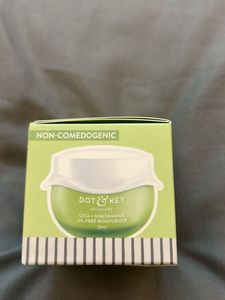 NON-COMEDOGENIC
DOT & KEY
SKINCARE
CICA + NIACINAMIDE
OIL FREE MOISTURIZER